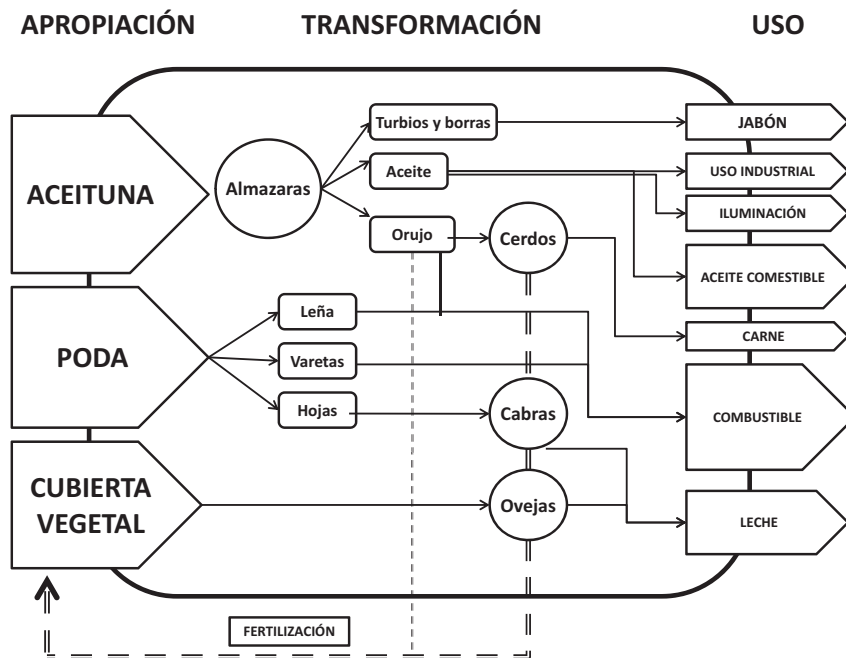 APROPIACIÓN
TRANSFORMACIÓN
USO
ACEITUNA
PODA
CUBIERTA
VEGETAL
Almazaras
Turbios y borras
Aceite
Orujo
Cerdos
Leña
Varetas
Hojas
Cabras
Ovejas
JABÓN
USO INDUSTRIAL
ILUMINACIÓN
ACEITE COMESTIBLE
CARNE
COMBUSTIBLE
LECHE
FERTILIZACIÓN